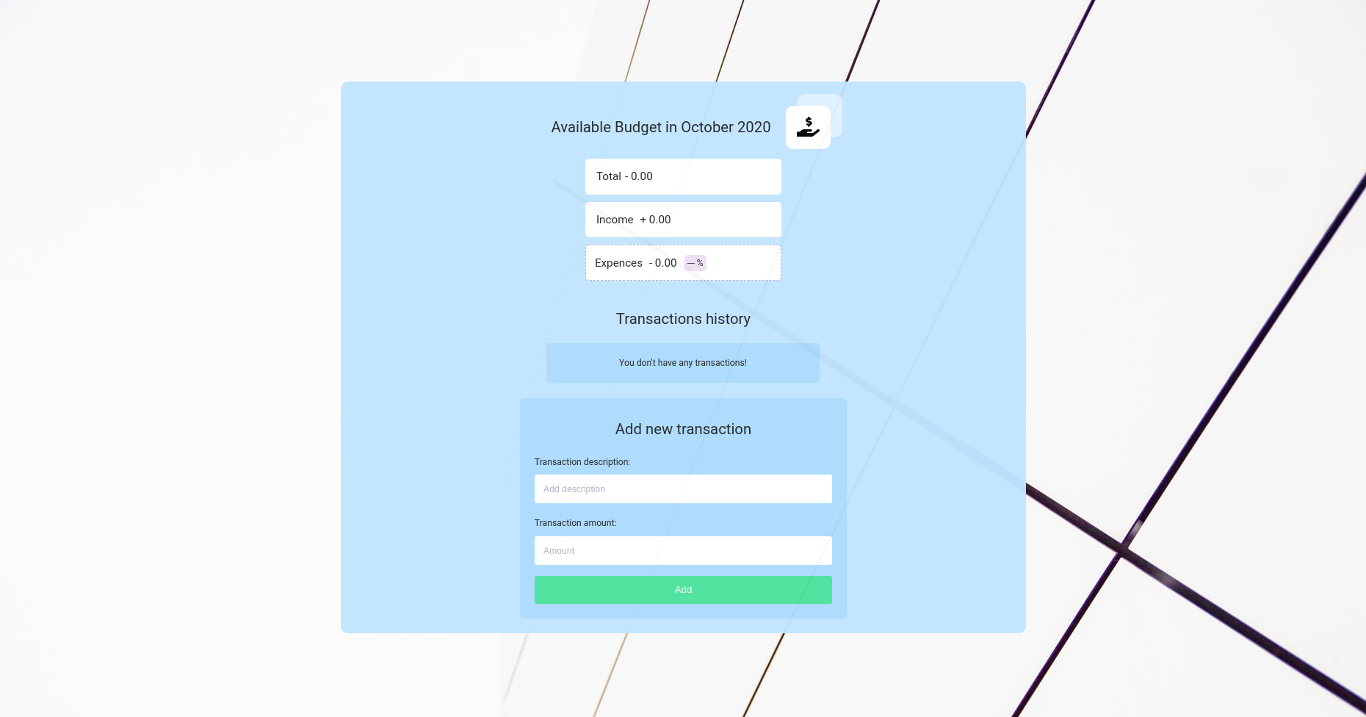 Available Budget in October 2020
$
Total - 0.00
Income + 0.00
Expences - 0.00 —%
Transactions history
You don't have any transactions!
Add new transaction
Transaction description:
Add description
Transaction amount:
Amount
Add